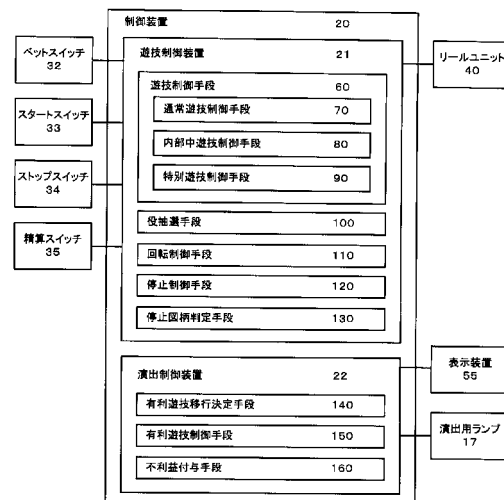 制御装置 20
ベットスイッチ
32
スタートスイッチ
33
ストップスイッチ
34
精算スイッチ
35
遊技制御装置 21
遊技制御手段 60
通常遊技制御手段 70
内部中遊技制御手段 80
特別遊技制御手段 90
役抽選手段 100
回転制御手段 110
停止制御手段 120
停止図柄判定手段 130
リールユニット
40
演出制御装置 22
有利遊技移行決定手段 140
有利遊技制御手段 150
不利益付与手段 160
表示装置
55
演出用ランプ
17